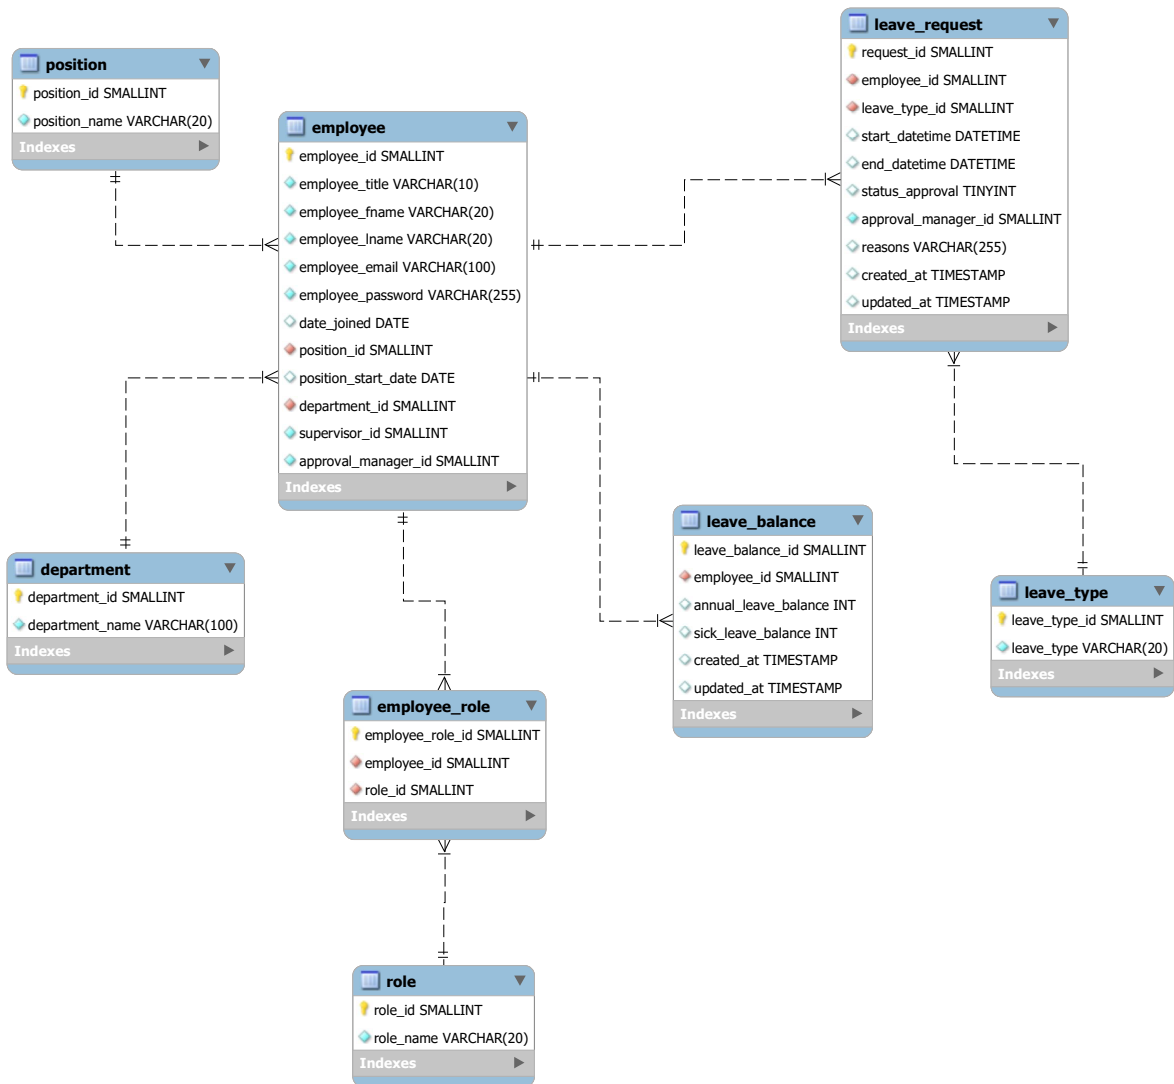 position
position_id SMALLINT
position_name VARCHAR(20)
Indexes
employee
employee_id SMALLINT
employee_title VARCHAR(10)
employee_fname VARCHAR(20)
employee_lname VARCHAR(20)
employee_email VARCHAR(100)
employee_password VARCHAR(255)
date_joined DATE
position_id SMALLINT
position_start_date DATE
department_id SMALLINT
supervisor_id SMALLINT
approval_manager_id SMALLINT
Indexes
leave_request
request_id SMALLINT
employee_id SMALLINT
leave_type_id SMALLINT
start_datetime DATETIME
end_datetime DATETIME
status_approval TINYINT
approval_manager_id SMALLINT
reasons VARCHAR(255)
created_at TIMESTAMP
updated_at TIMESTAMP
Indexes
department
department_id SMALLINT
department_name VARCHAR(100)
Indexes
leave_balance
leave_balance_id SMALLINT
employee_id SMALLINT
annual_leave_balance INT
sick_leave_balance INT
created_at TIMESTAMP
updated_at TIMESTAMP
Indexes
leave_type
leave_type_id SMALLINT
leave_type VARCHAR(20)
Indexes
employee_role
employee_role_id SMALLINT
employee_id SMALLINT
role_id SMALLINT
Indexes
role
role_id SMALLINT
role_name VARCHAR(20)
Indexes